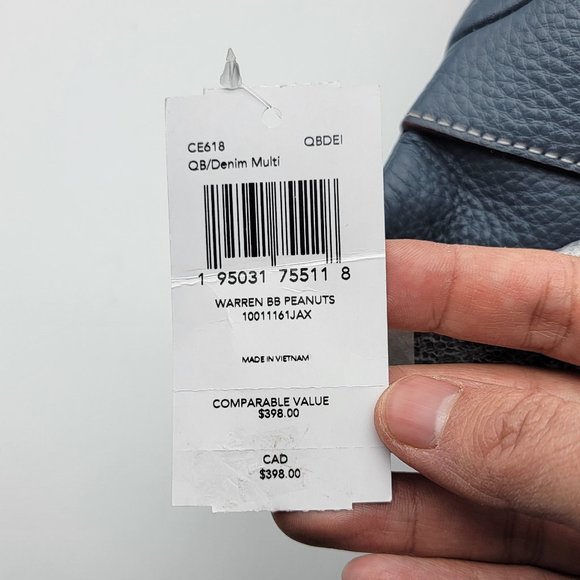 CE618 QBDEI
QB/Denim Multi
1 95031 75511 8
WARREN BB PEANUTS
10011161JAX
MADE IN VIETNAM
COMPARABLE VALUE
$398.00
CAD
$398.00